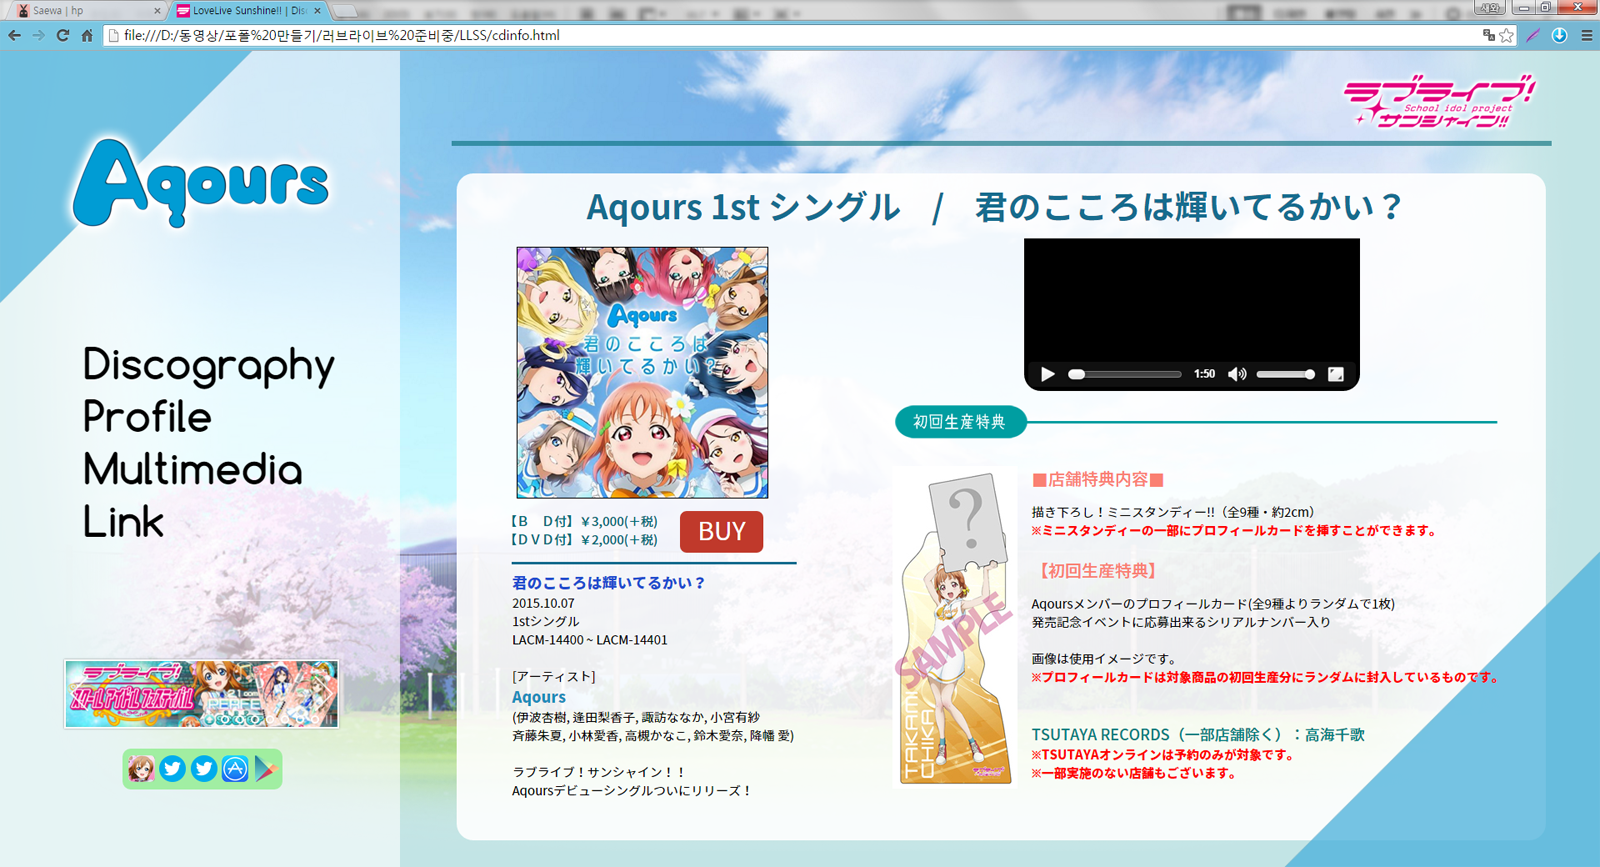 Saewa | hp
LoveLive Sunshine!! | Dis
file:///D:/동영상/포폴%20만들기/러브라이브%20준비중/LLSS/cdinfo.html
ラブライブ!
School idol project
サンシャイン!!
Aqours
Discography
Profile
Multimedia
Link
ラブライブ!
スクールアイドルフェスティバル
Aqours 1st シングル / 君のこころは輝いてるかい？
Aqours
君のこころは
輝いてるかい?
【Ｂ　Ｄ付】￥3,000(＋税)
【ＤＶＤ付】￥2,000(＋税)
BUY
君のこころは輝いてるかい？
2015.10.07
1stシングル
LACM-14400 ~ LACM-14401
[アーティスト]
Aqours
(伊波杏樹, 逢田梨香子, 諏訪ななか, 小宮有紗
斉藤朱夏, 小林愛香, 高槻かなこ, 鈴木愛奈, 降幡 愛)
ラブライブ！サンシャイン！！
Aqoursデビューシングルついにリリーズ！
1:50
初回生産特典
?
SAMPLE
TAKAMI
CHIKA
■店舗特典内容■
描き下ろし！ミニスタンディー!!（全9種・約2cm）
※ミニスタンディーの一部にプロフィールカードを挿すことができます。
【初回生産特典】
Aqoursメンバーのプロフィールカード(全9種よりランダムで1枚)
発売記念イベントに応募出来るシリアルナンバー入り
画像は使用イメージです。
※プロフィールカードは対象商品の初回生産分にランダムに封入しているものです。
TSUTAYA RECORDS（一部店舗除く）：高海千歌
※TSUTAYAオンラインは予約のみが対象です。
※一部実施のない店舗もございます。